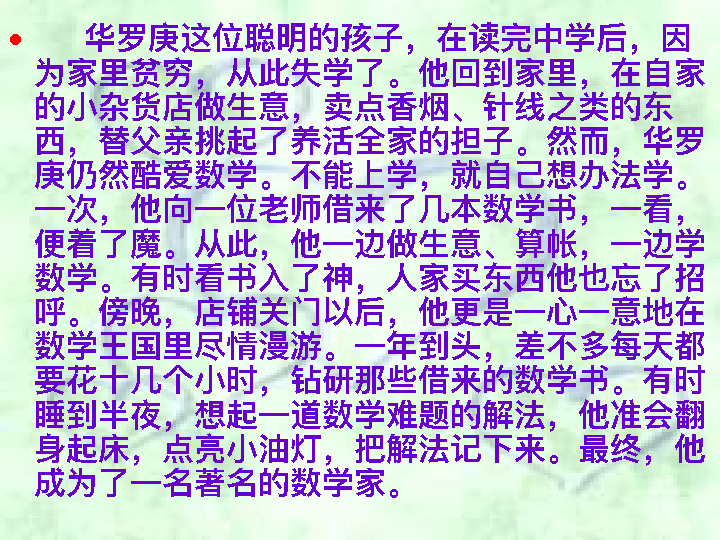 • 华罗庚这位聪明的孩子，在读完中学后，因
为家里贫穷，从此失学了。他回到家里，在自家
的小杂货店做生意，卖点香烟、针线之类的东
西，替父亲挑起了养活全家的担子。然而，华罗
庚仍然酷爱数学。不能上学，就自己想办法学。
一次，他向一位老师借来了几本数学书，一看，
便着了魔。从此，他一边做生意、算帐，一边学
数学。有时看书入了神，人家买东西他也忘了招
呼。傍晚，店铺关门以后，他更是一心一意地在
数学王国里尽情漫游。一年到头，差不多每天都
要花十几个小时，钻研那些借来的数学书。有时
睡到半夜，想起一道数学难题的解法，他准会翻
身起床，点亮小油灯，把解法记下来。最终，他
成为了一名著名的数学家。